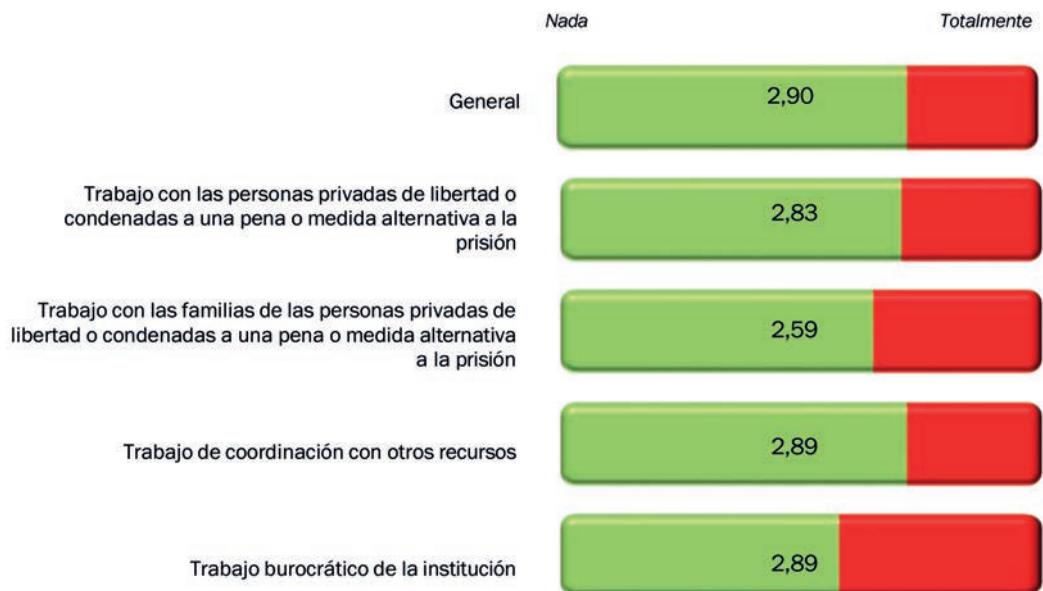 Nada Totalmente
General
2,90
Trabajo con las personas privadas de libertad o
condenadas a una pena o medida alternativa a la
prisión
2,83
Trabajo con las familias de las personas privadas de
libertad o condenadas a una pena o medida alternativa
a la prisión
2,59
Trabajo de coordinación con otros recursos
2,89
Trabajo burocrático de la institución
2,89